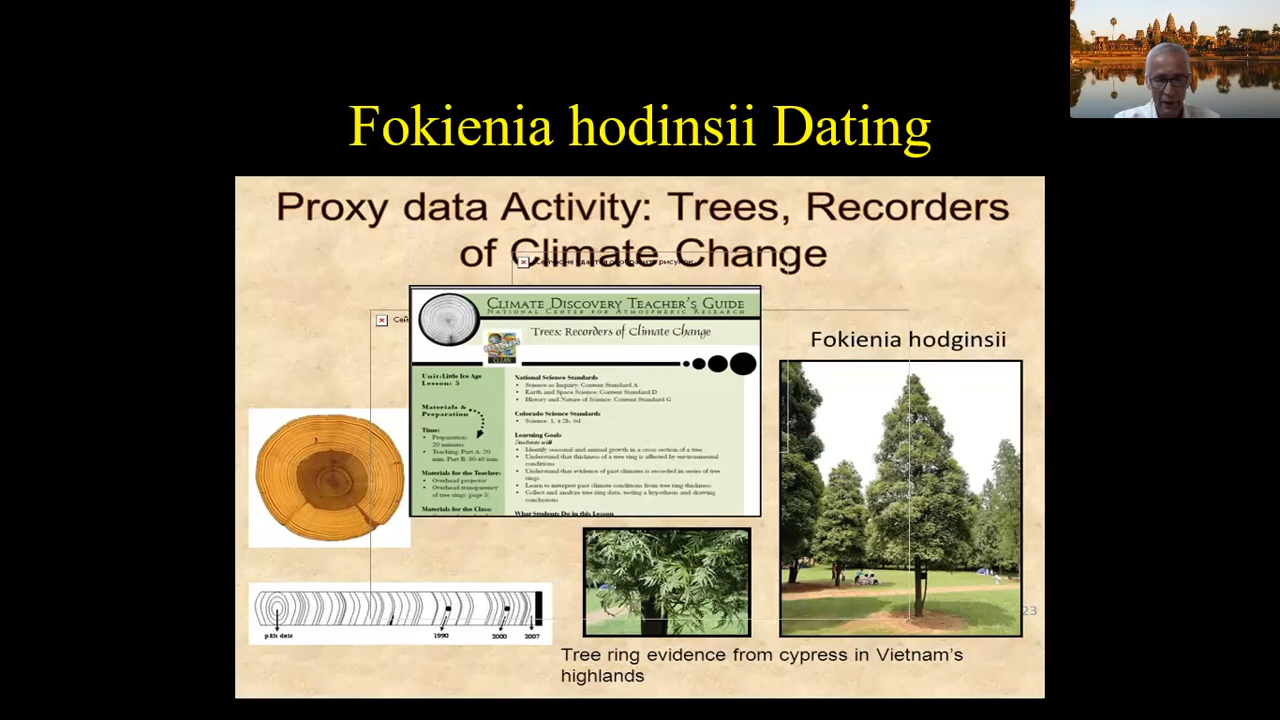 Fokienia hodinsii Dating
Proxy data Activity: Trees, Recorders
of Climate Change
CLIMATE DISCOVERY TEACHER'S GUIDE
NATIONAL CENTER FOR ATMOSPHERIC RESEARCH
Trees: Recorders of Climate Change
CLEAN
Unit: Little Ice Age
Lesson: 5
Materials &
Preparation
Time:
• Preparation:
20 minutes
• Teaching: Part A: 20
min. Part B: 30-40 min
Materials for the Teacher:
• Overhead projector
• Overhead transparency
of tree rings (page 5)
Materials for the Class:
National Science Standards
• Science as Inquiry: Content Standard A
• Earth and Space Science: Content Standard D
• History and Nature of Science: Content Standard G
Colorado Science Standards
• Science: 1,
Learning Goals
Students will
• Identify seasonal and annual growth in a cross section of a tree
• Understand that thickness of a tree ring is affected by environmental
conditions
• Understand that evidence of past climates is recorded in series of tree
rings.
• Learn to interpret past climate conditions from tree ring thickness
• Collect and analyze tree ring data, testing a hypothesis and drawing
conclusions
What Students Do in this Lesson
Fokienia hodginsii
pith date
1990
2000
2007
23
Tree ring evidence from cypress in Vietnam's
highlands